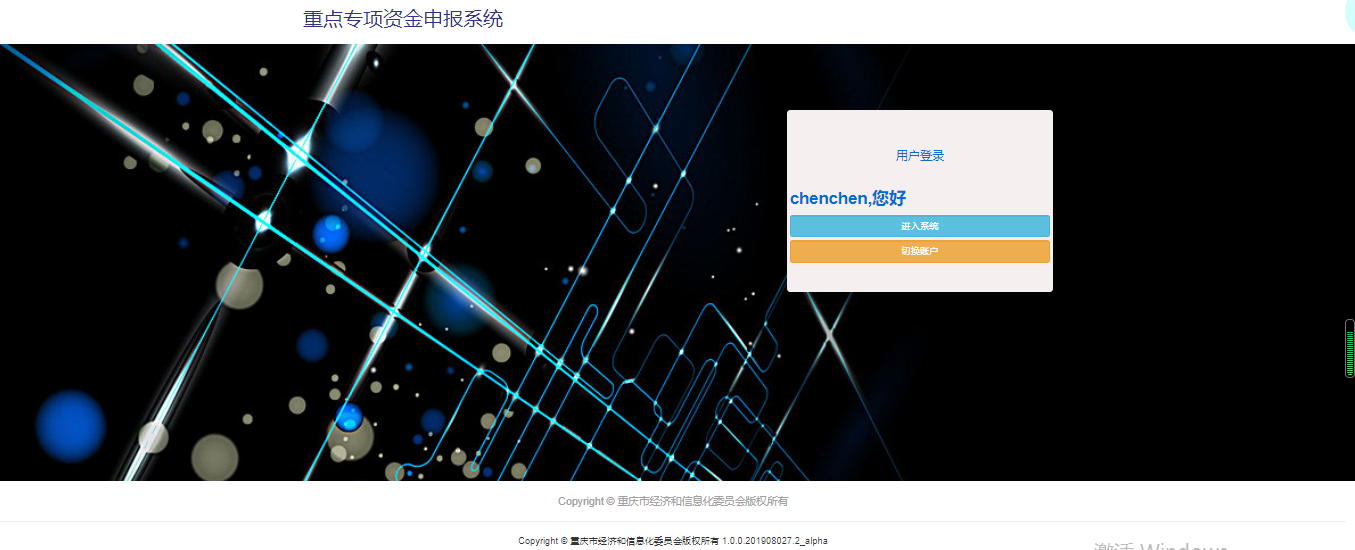 重点专项资金申报系统
用户登录
chenchen,您好
进入系统
切换账户
Copyright © 重庆市经济和信息化委员会版权所有
Copyright © 重庆市经济和信息化委员会版权所有 1.0.0.201908027.2_alpha
激活 Windows